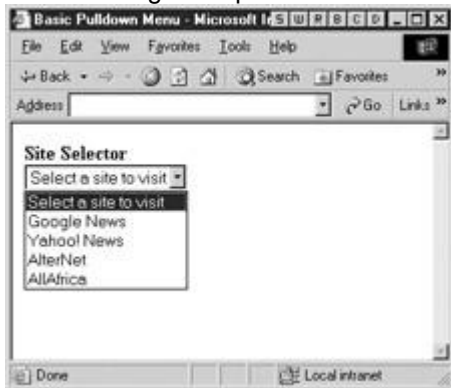 Basic Pulldown Menu - Microsoft I S W R B C D
File Edit View Favorites Tools Help
Back Search Favorites »
Address Go Links »
Site Selector
Select a site to visit
Select a site to visit
Google News
Yahoo! News
AlterNet
AllAfrica
Done Local intranet